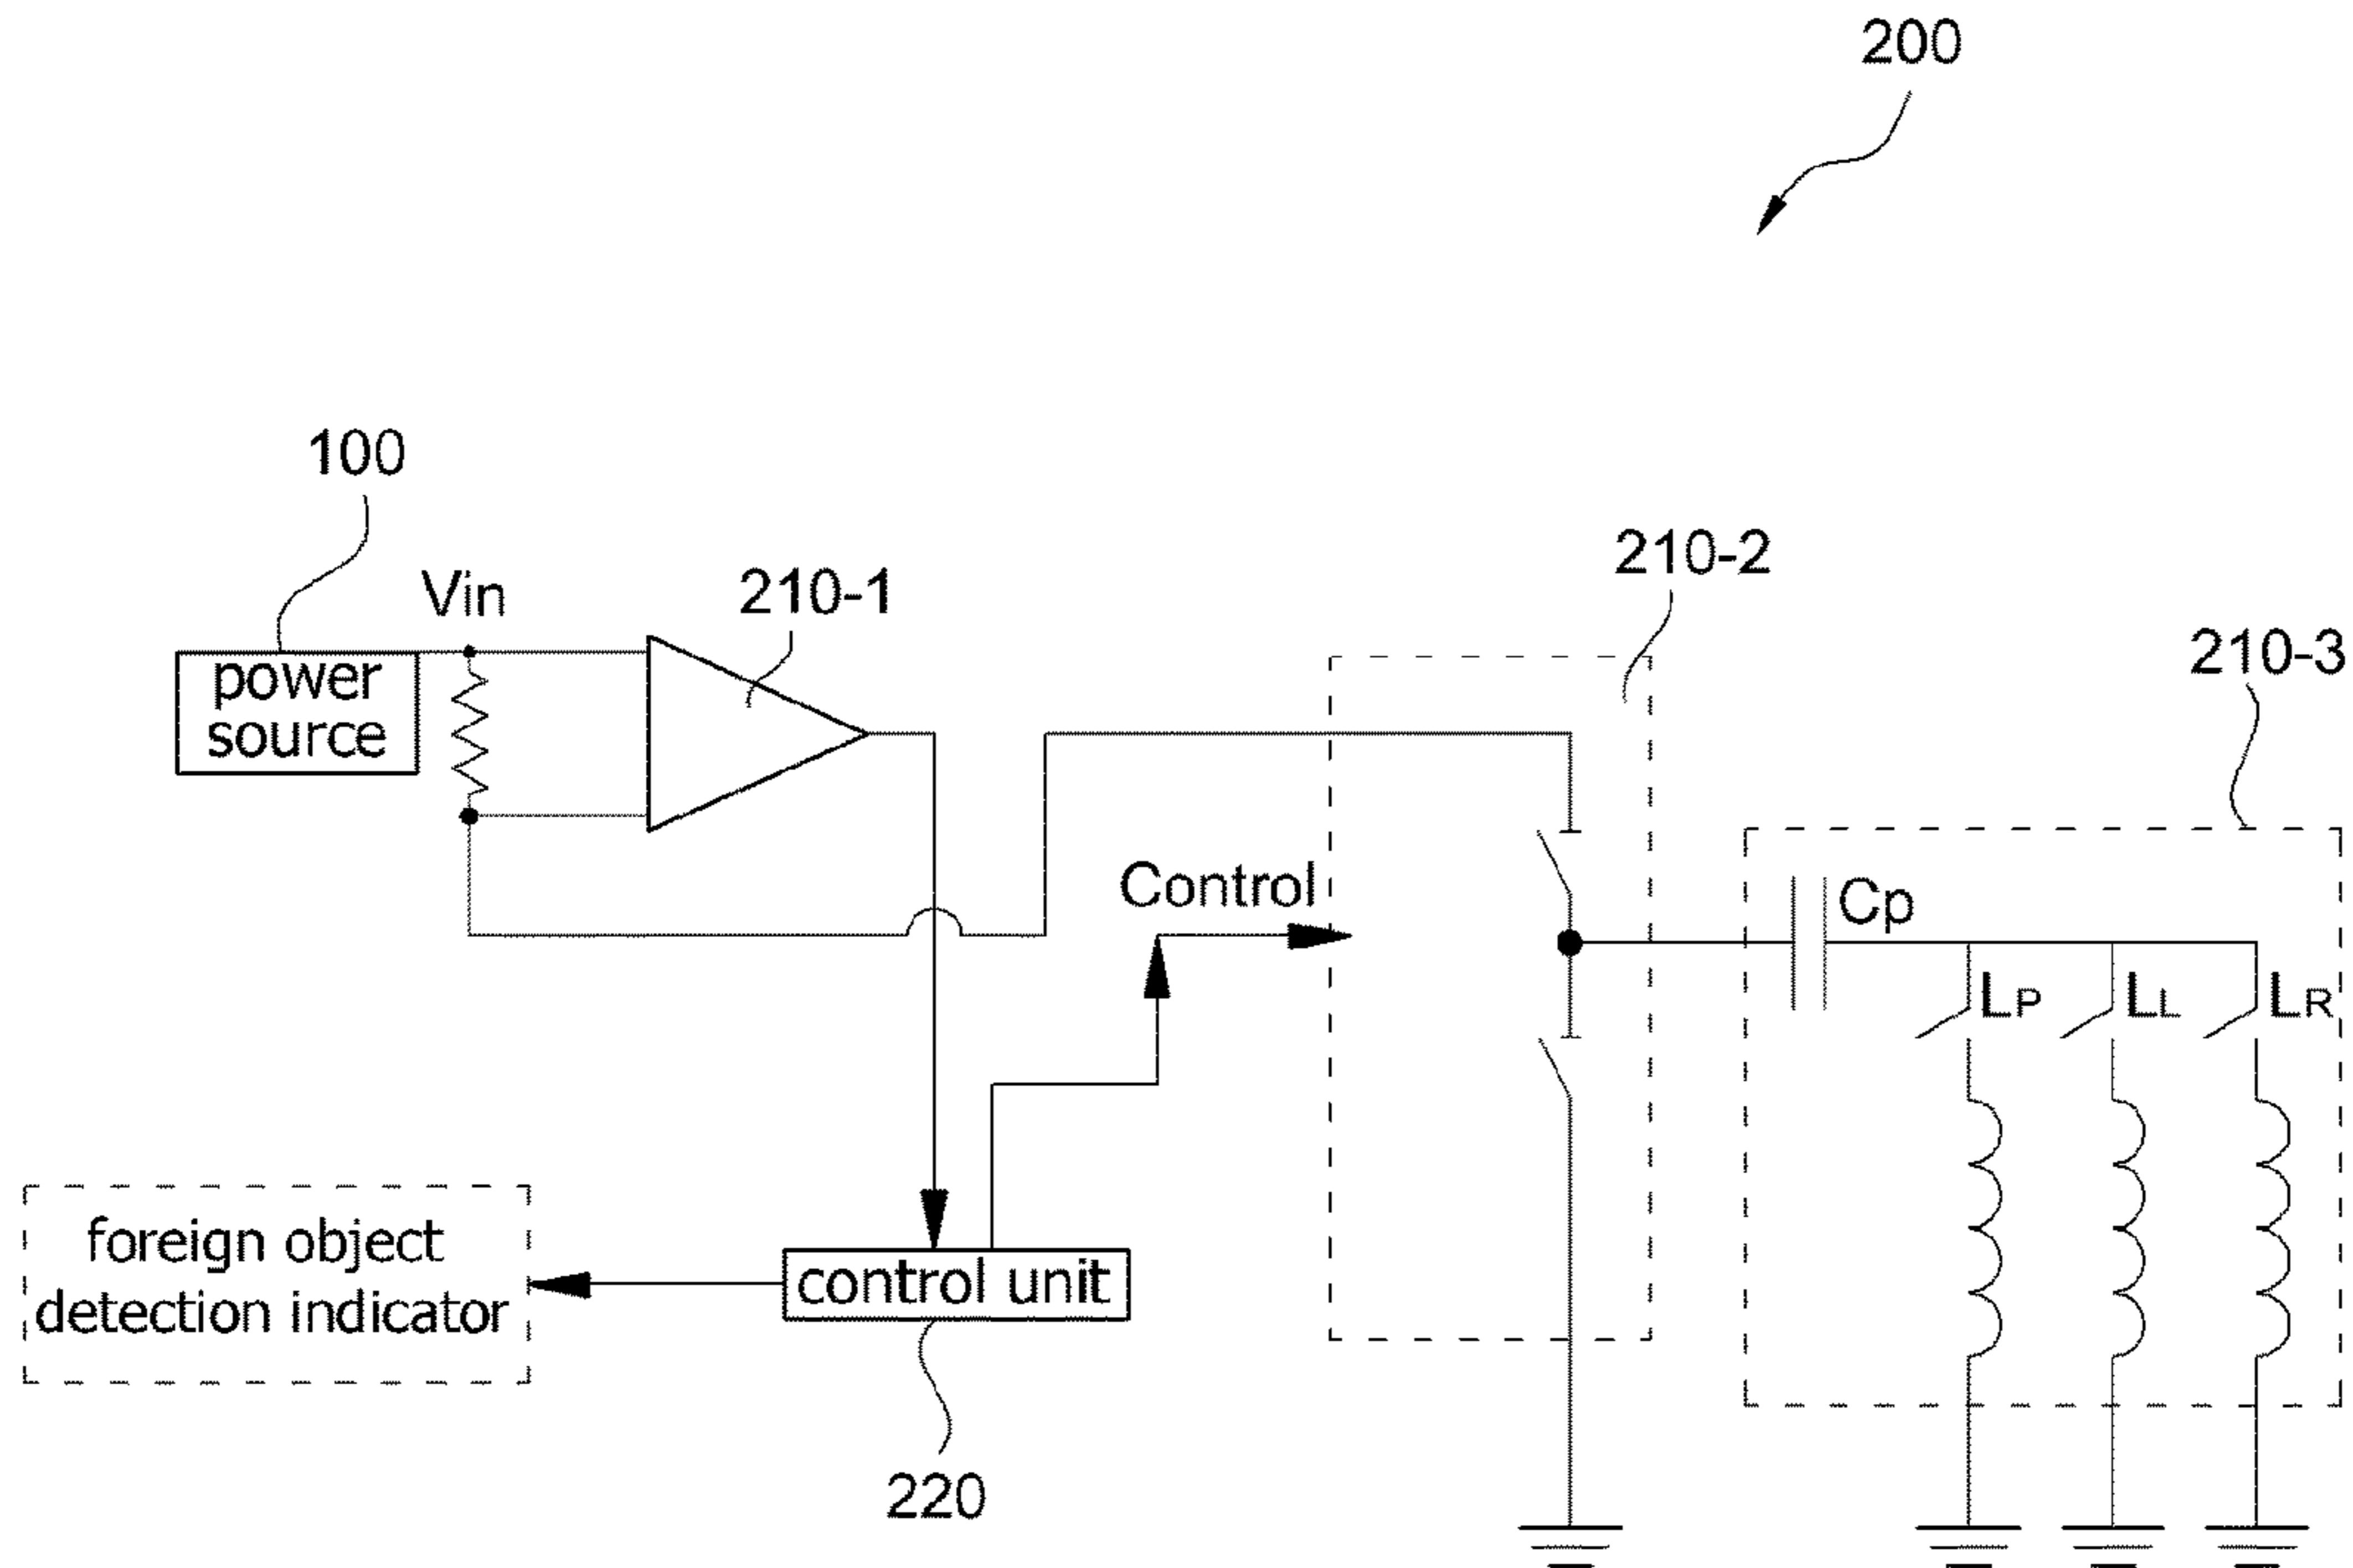 200
100
Vin
210-1
210-2
210-3
power
source
Control
Cp
LP
LL
LR
foreign object
detection indicator
control unit
220